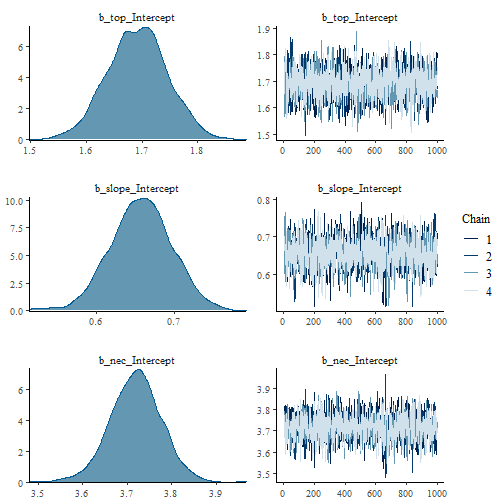 b_top_Intercept
6
4
2
0
1.5 1.6 1.7 1.8
b_top_Intercept
1.9
1.8
1.7
1.6
1.5
0 200 400 600 800 1000
b_slope_Intercept
10.0
7.5
5.0
2.5
0.0
0.6 0.7
b_slope_Intercept
0.8
0.7
0.6
0 200 400 600 800 1000
b_nec_Intercept
6
4
2
0
3.5 3.6 3.7 3.8 3.9
b_nec_Intercept
3.9
3.8
3.7
3.6
3.5
0 200 400 600 800 1000
Chain
1
2
3
4